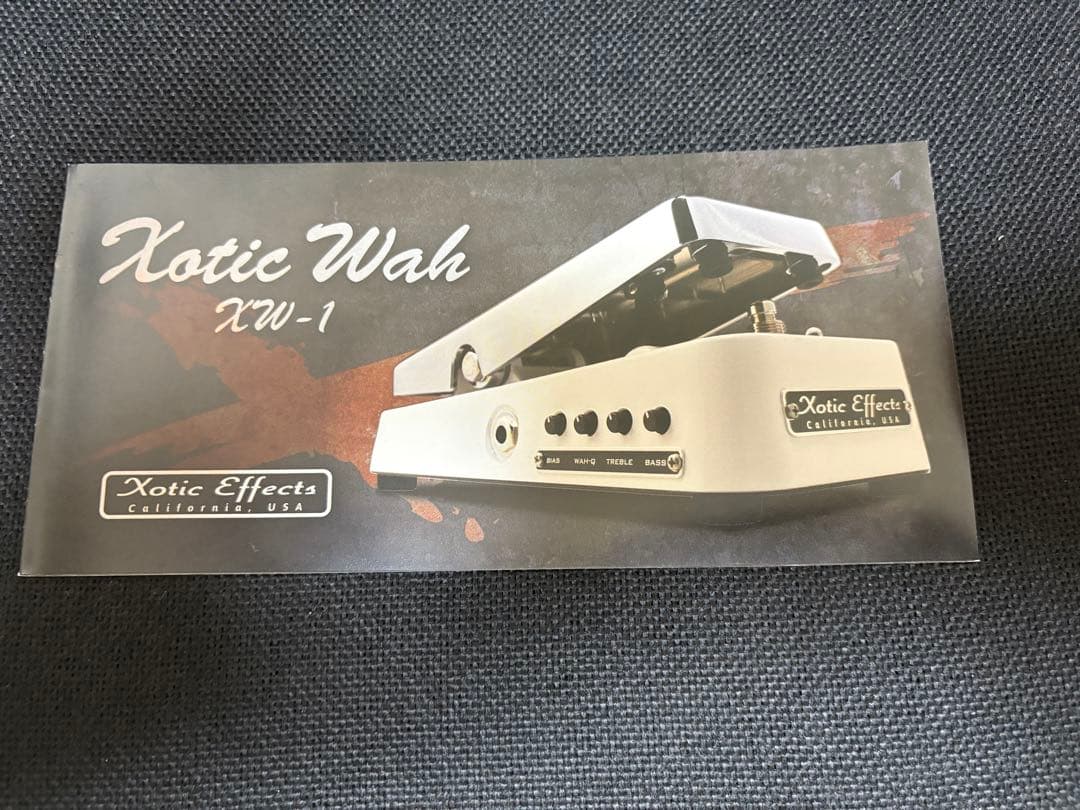 Xotic Wah
XW-1
Xotic Effects
California, USA
BIAS WAH-Q TREBLE BASS
Xotic Effects
California, USA